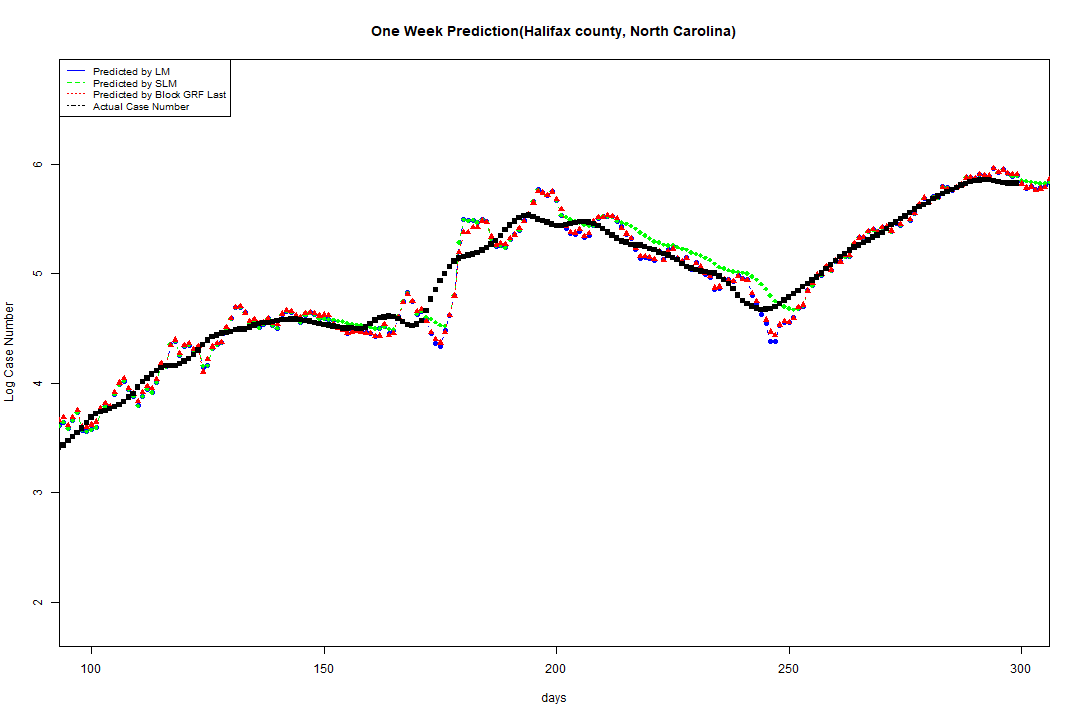 One Week Prediction(Halifax county, North Carolina)
Predicted by LM
Predicted by SLM
Predicted by Block GRF Last
Actual Case Number
6
5
4
3
2
Log Case Number
100 150 200 250 300
days